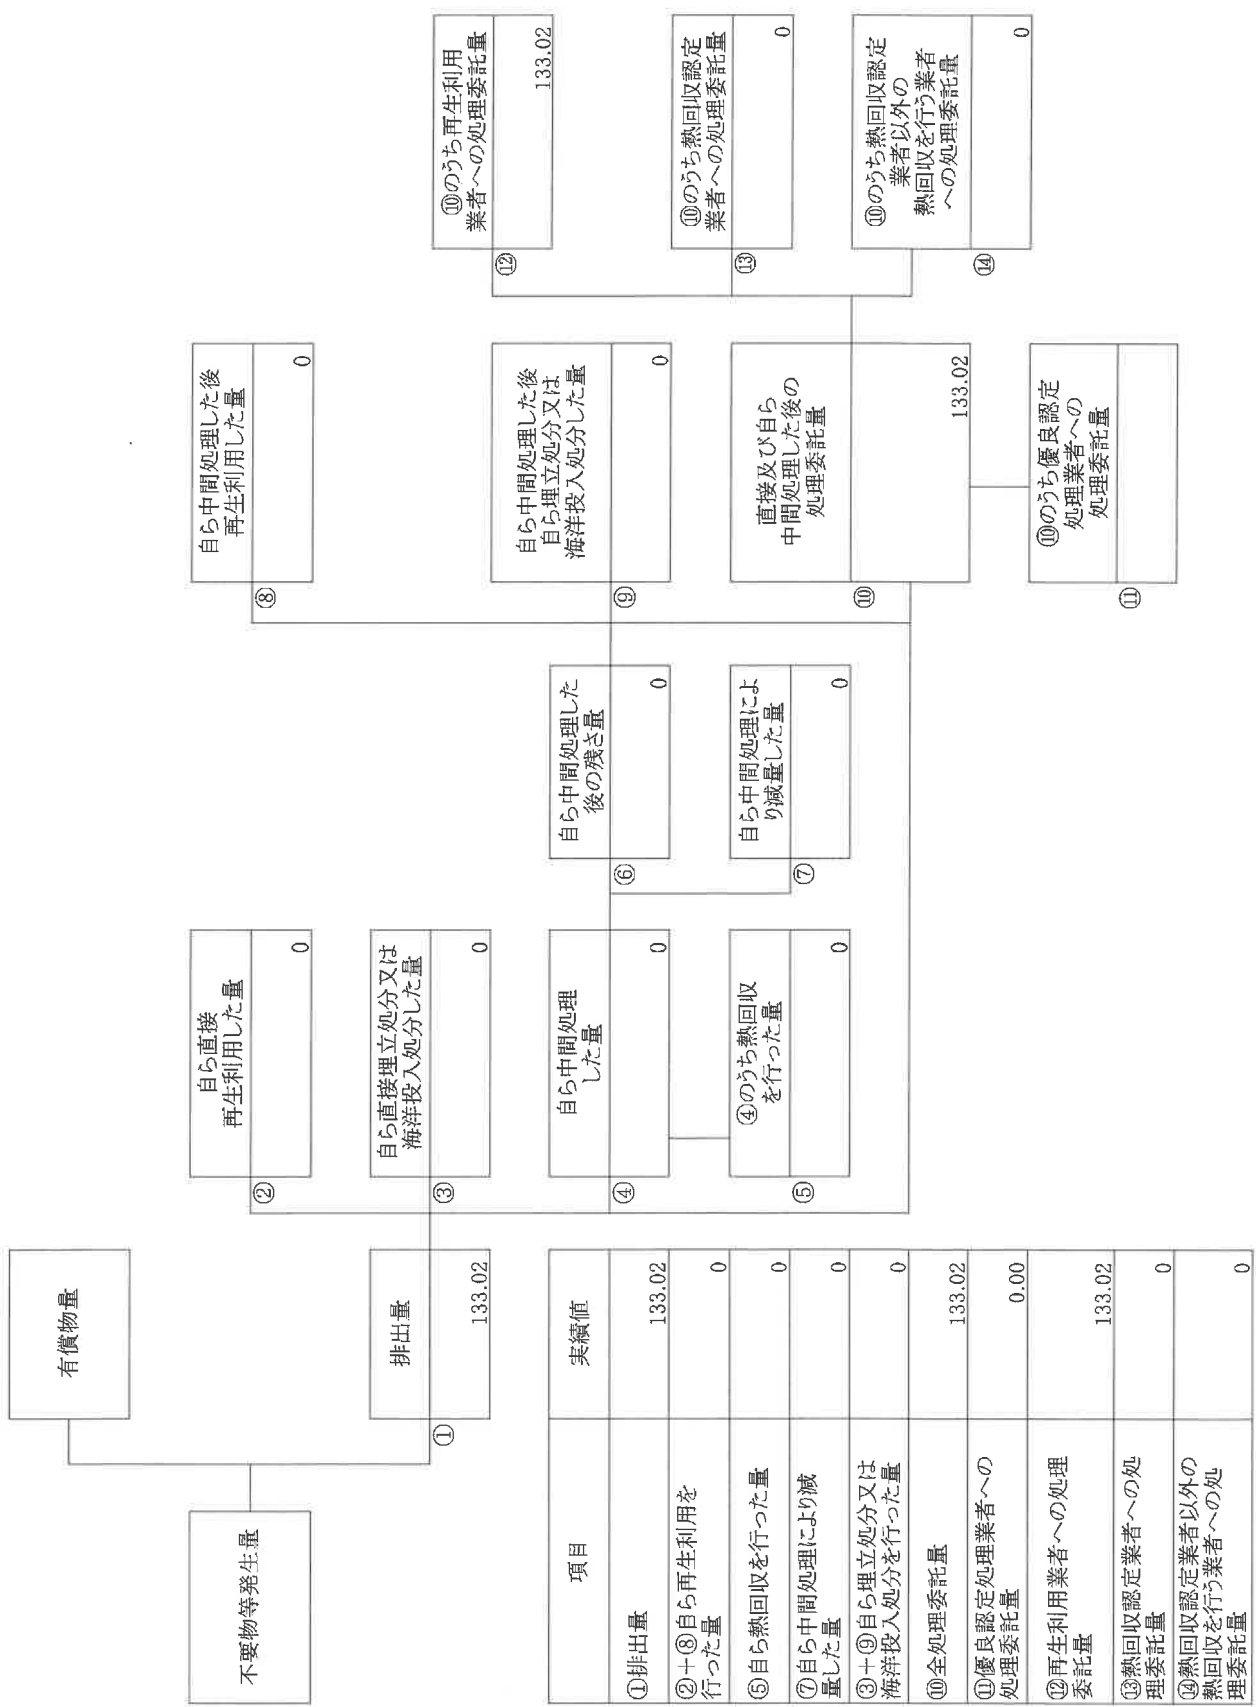 不要物等発生量
有償物量
①
排出量
133.02
②
自ら直接
再生利用した量
0
③
自ら直接埋立処分又は
海洋投入処分した量
0
④
自ら中間処理
した量
0
⑤
④のうち熱回収
を行った量
0
⑥
自ら中間処理した
後の残さ量
0
⑦
自ら中間処理によ
り減量した量
0
⑧
自ら中間処理した後
再生利用した量
0
⑨
自ら中間処理した後
自ら埋立処分又は
海洋投入処分した量
0
⑩
直接及び自ら
中間処理した後の
処理委託量
133.02
⑪
⑩のうち優良認定
処理業者への
処理委託量
⑫
⑩のうち再生利用
業者への処理委託量
133.02
⑬
⑩のうち熱回収認定
業者への処理委託量
0
⑭
⑩のうち熱回収認定
業者以外の
熱回収を行う業者
への処理委託量
0
項目 実績値
①排出量 133.02
②+⑧自ら再生利用を
行った量 0
⑤自ら熱回収を行った量 0
⑦自ら中間処理により減
量した量 0
③+⑨自ら埋立処分又は
海洋投入処分を行った量 0
⑩全処理委託量 133.02
⑪優良認定処理業者への
処理委託量 0.00
⑫再生利用業者への処理
委託量 133.02
⑬熱回収認定業者への処
理委託量 0
⑭熱回収認定業者以外の
熱回収を行う業者への処
理委託量 0